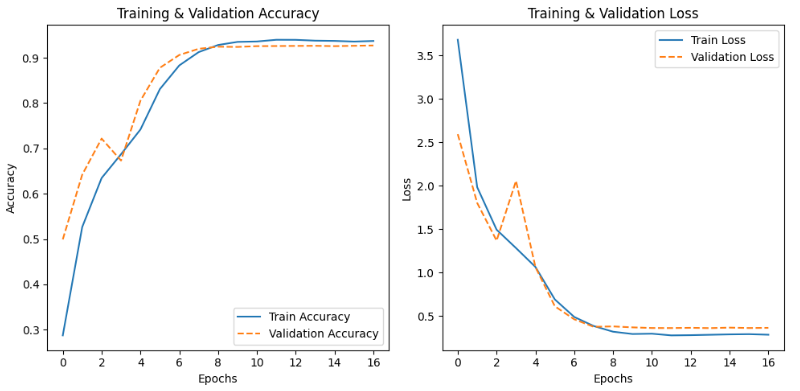 Training & Validation Accuracy
Accuracy
0.9
0.8
0.7
0.6
0.5
0.4
0.3
Train Accuracy
Validation Accuracy
0 2 4 6 8 10 12 14 16
Epochs
Training & Validation Loss
Loss
3.5
3.0
2.5
2.0
1.5
1.0
0.5
Train Loss
Validation Loss
0 2 4 6 8 10 12 14 16
Epochs